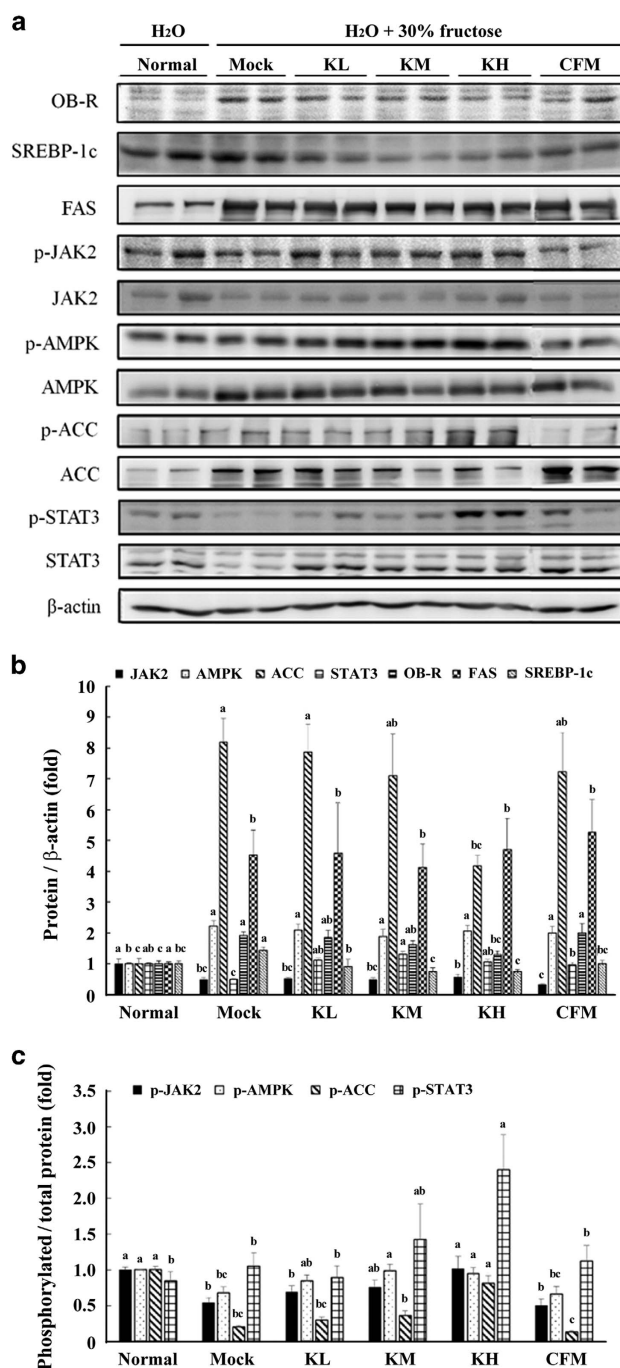 a
H₂O H₂O + 30% fructose
Normal Mock KL KM KH CFM
OB-R
SREBP-1c
FAS
p-JAK2
JAK2
p-AMPK
AMPK
p-ACC
ACC
p-STAT3
STAT3
β-actin
b
JAK2 AMPK ACC STAT3 OB-R FAS SREBP-1c
Protein / β-actin (fold)
10
9
8
7
6
5
4
3
2
1
0
a b c ab c a bc
bc a a c a b a
bc a a ab ab b b
bc a ab a ab b c
bc a bc ab bc b c
c a ab b a b bc
Normal Mock KL KM KH CFM
c
p-JAK2 p-AMPK p-ACC p-STAT3
Phosphorylated / total protein (fold)
3.5
3.0
2.5
2.0
1.5
1.0
0.5
0
a a a b
b bc bc b
b ab bc b
ab a b ab
a a a a
b bc c b
Normal Mock KL KM KH CFM